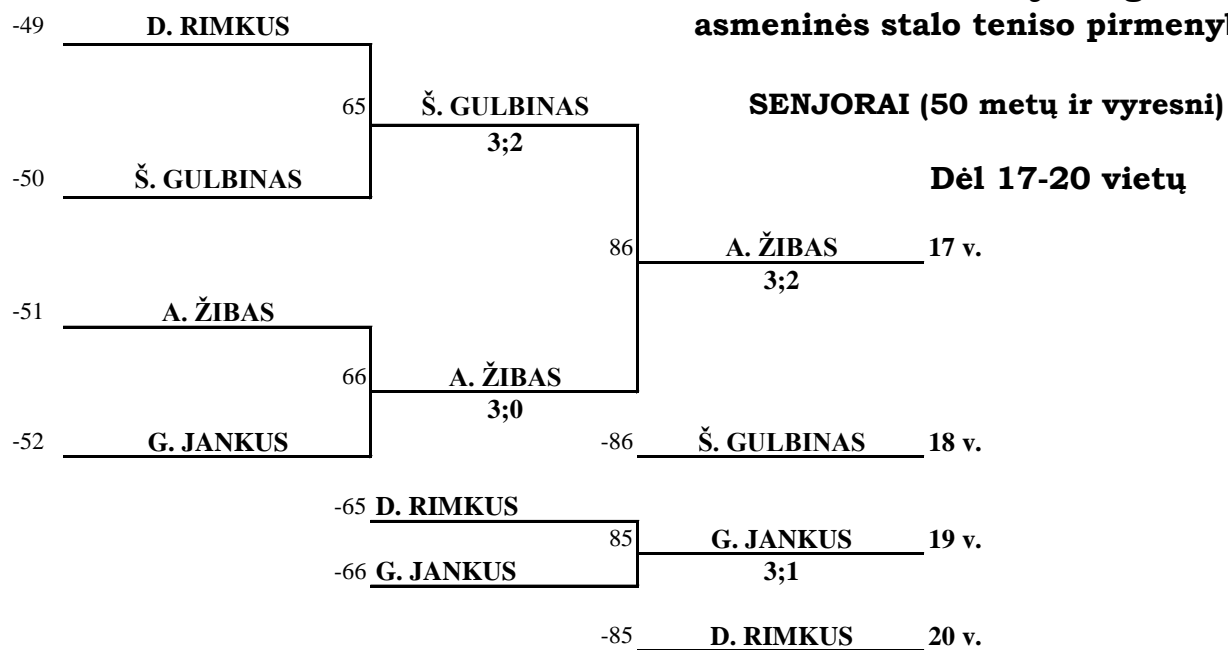 -49 D. RIMKUS
asmeninės stalo teniso
65 Š. GULBINAS
3;2
SENJORAI (50 metų ir vyresni)
-50 Š. GULBINAS
Dėl 17-20 vietų
86 A. ŽIBAS 17 v.
3;2
-51 A. ŽIBAS
66 A. ŽIBAS
3;0
-52 G. JANKUS
-86 Š. GULBINAS 18 v.
-65 D. RIMKUS
85 G. JANKUS 19 v.
3;1
-66 G. JANKUS
-85 D. RIMKUS 20 v.